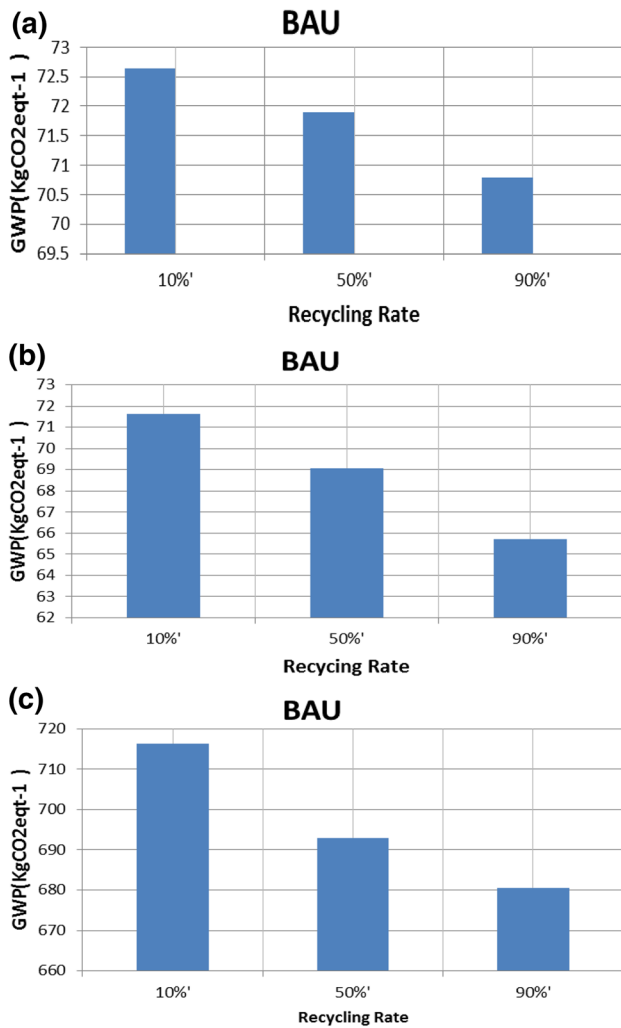 (a)
BAU
GWP(KgCO2eqt-1 )
73
72.5
72
71.5
71
70.5
70
69.5
10%' 50%' 90%'
Recycling Rate
(b)
BAU
GWP(KgCO2eqt-1 )
73
72
71
70
69
68
67
66
65
64
63
62
10%' 50%' 90%'
Recycing Rate
(c)
BAU
GWP(KgCO2eqt-1 )
720
710
700
690
680
670
660
10%' 50%' 90%'
Recycling Rate